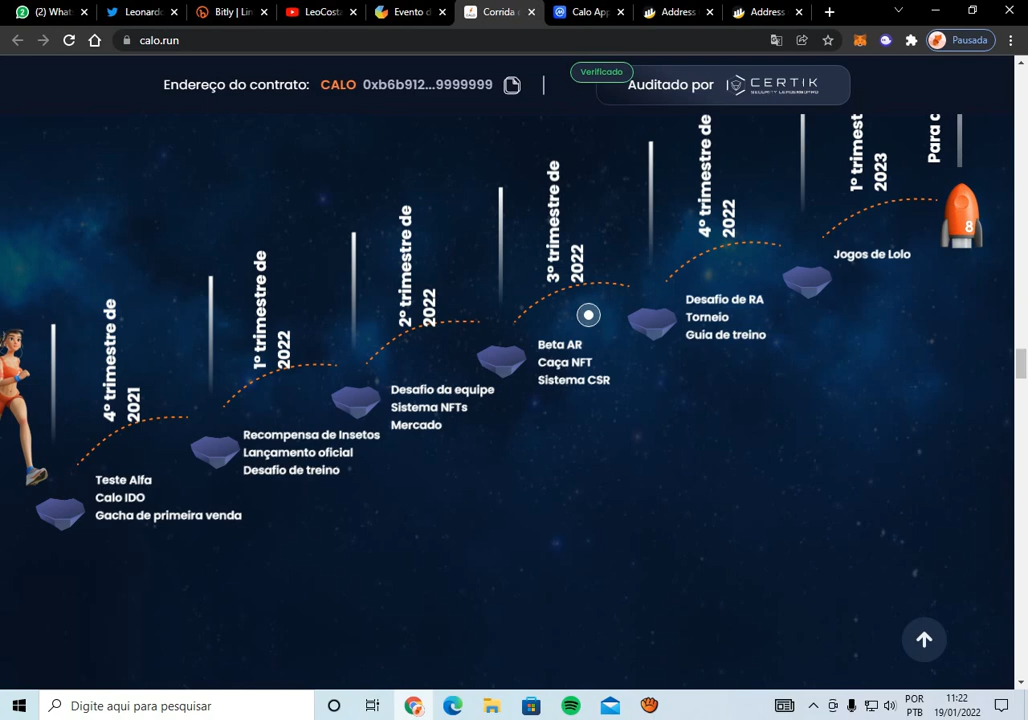 (2) Whats
Leonard
Bitly | Lin
LeoCosta
Evento d
Corrida
Calo App
Address
Address
calo.run
Pausada
Endereço do contrato: CALO 0xb6b912...9999999
Verificado
Auditado por CERTIK
4º trimestre de
2021
Teste Alfa
Calo IDO
Gacha de primeira venda
1º trimestre de
2022
Recompensa de Insetos
Lançamento oficial
Desafio de treino
2º trimestre de
2022
Desafio da equipe
Sistema NFTs
Mercado
3º trimestre de
2022
Beta AR
Caça NFT
Sistema CSR
4º trimestre de
2022
Desafio de RA
Torneio
Guia de treino
1º trimest
2023
Jogos de Lolo
Para c
8
Digite aqui para pesquisar
POR
PTB
11:22
19/01/2022